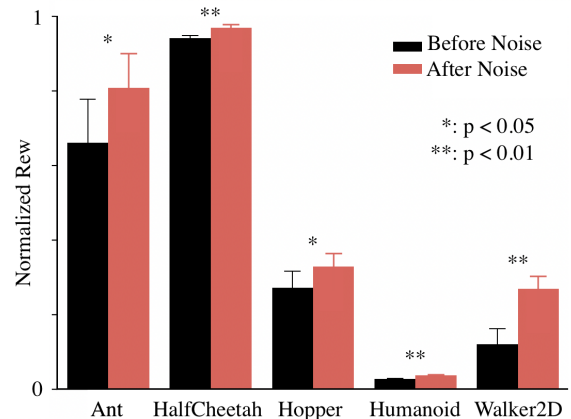 1
Normalized Rew
0
Before Noise
After Noise
*: p < 0.05
**: p < 0.01
*
**
*
**
**
Ant
HalfCheetah
Hopper
Humanoid
Walker2D